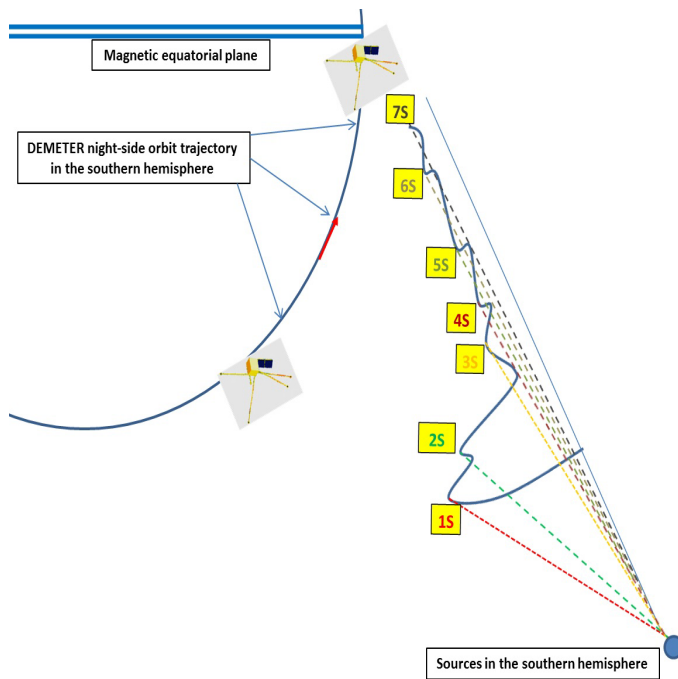 Magnetic equatorial plane
7S
DEMETER night-side orbit trajectory
in the southern hemisphere
6S
5S
4S
3S
2S
1S
Sources in the southern hemisphere